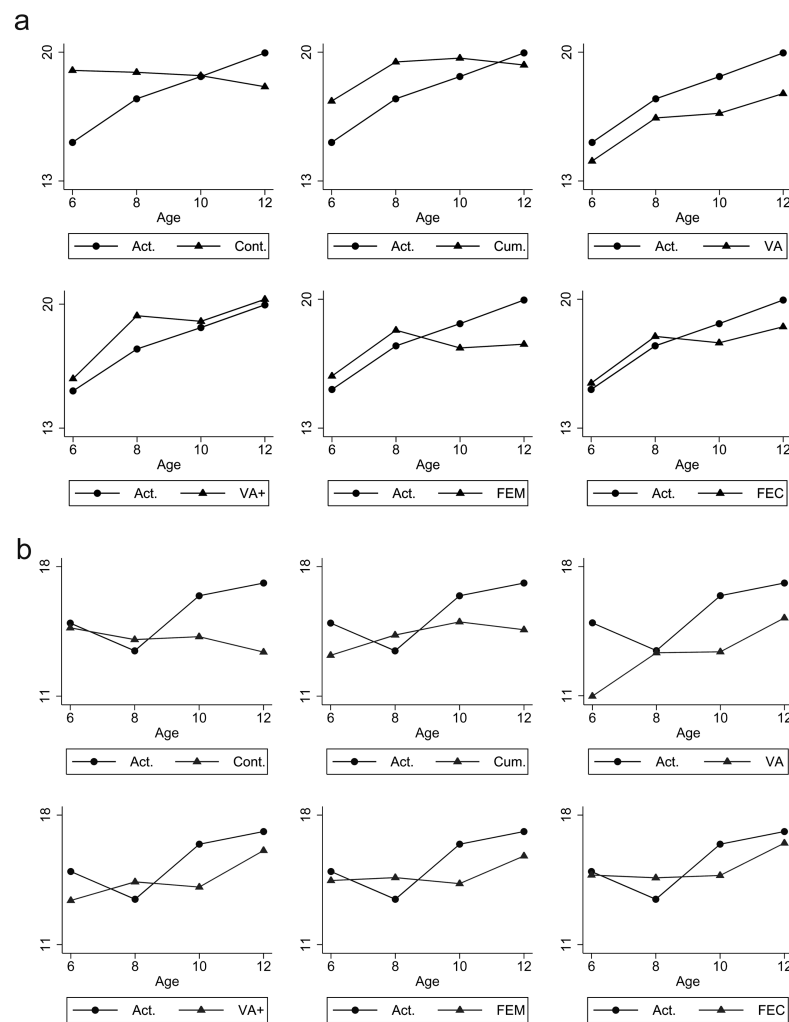 a
20 20 20
13 13 13
6 8 10 12 6 8 10 12 6 8 10 12
Age Age Age
Act. Cont. Act. Cum. Act. VA
20 20 20
13 13 13
6 8 10 12 6 8 10 12 6 8 10 12
Age Age Age
Act. VA+ Act. FEM Act. FEC
b
18 18 18
11 11 11
6 8 10 12 6 8 10 12 6 8 10 12
Age Age Age
Act. Cont. Act. Cum. Act. VA
18 18 18
11 11 11
6 8 10 12 6 8 10 12 6 8 10 12
Age Age Age
Act. VA+ Act. FEM Act. FEC